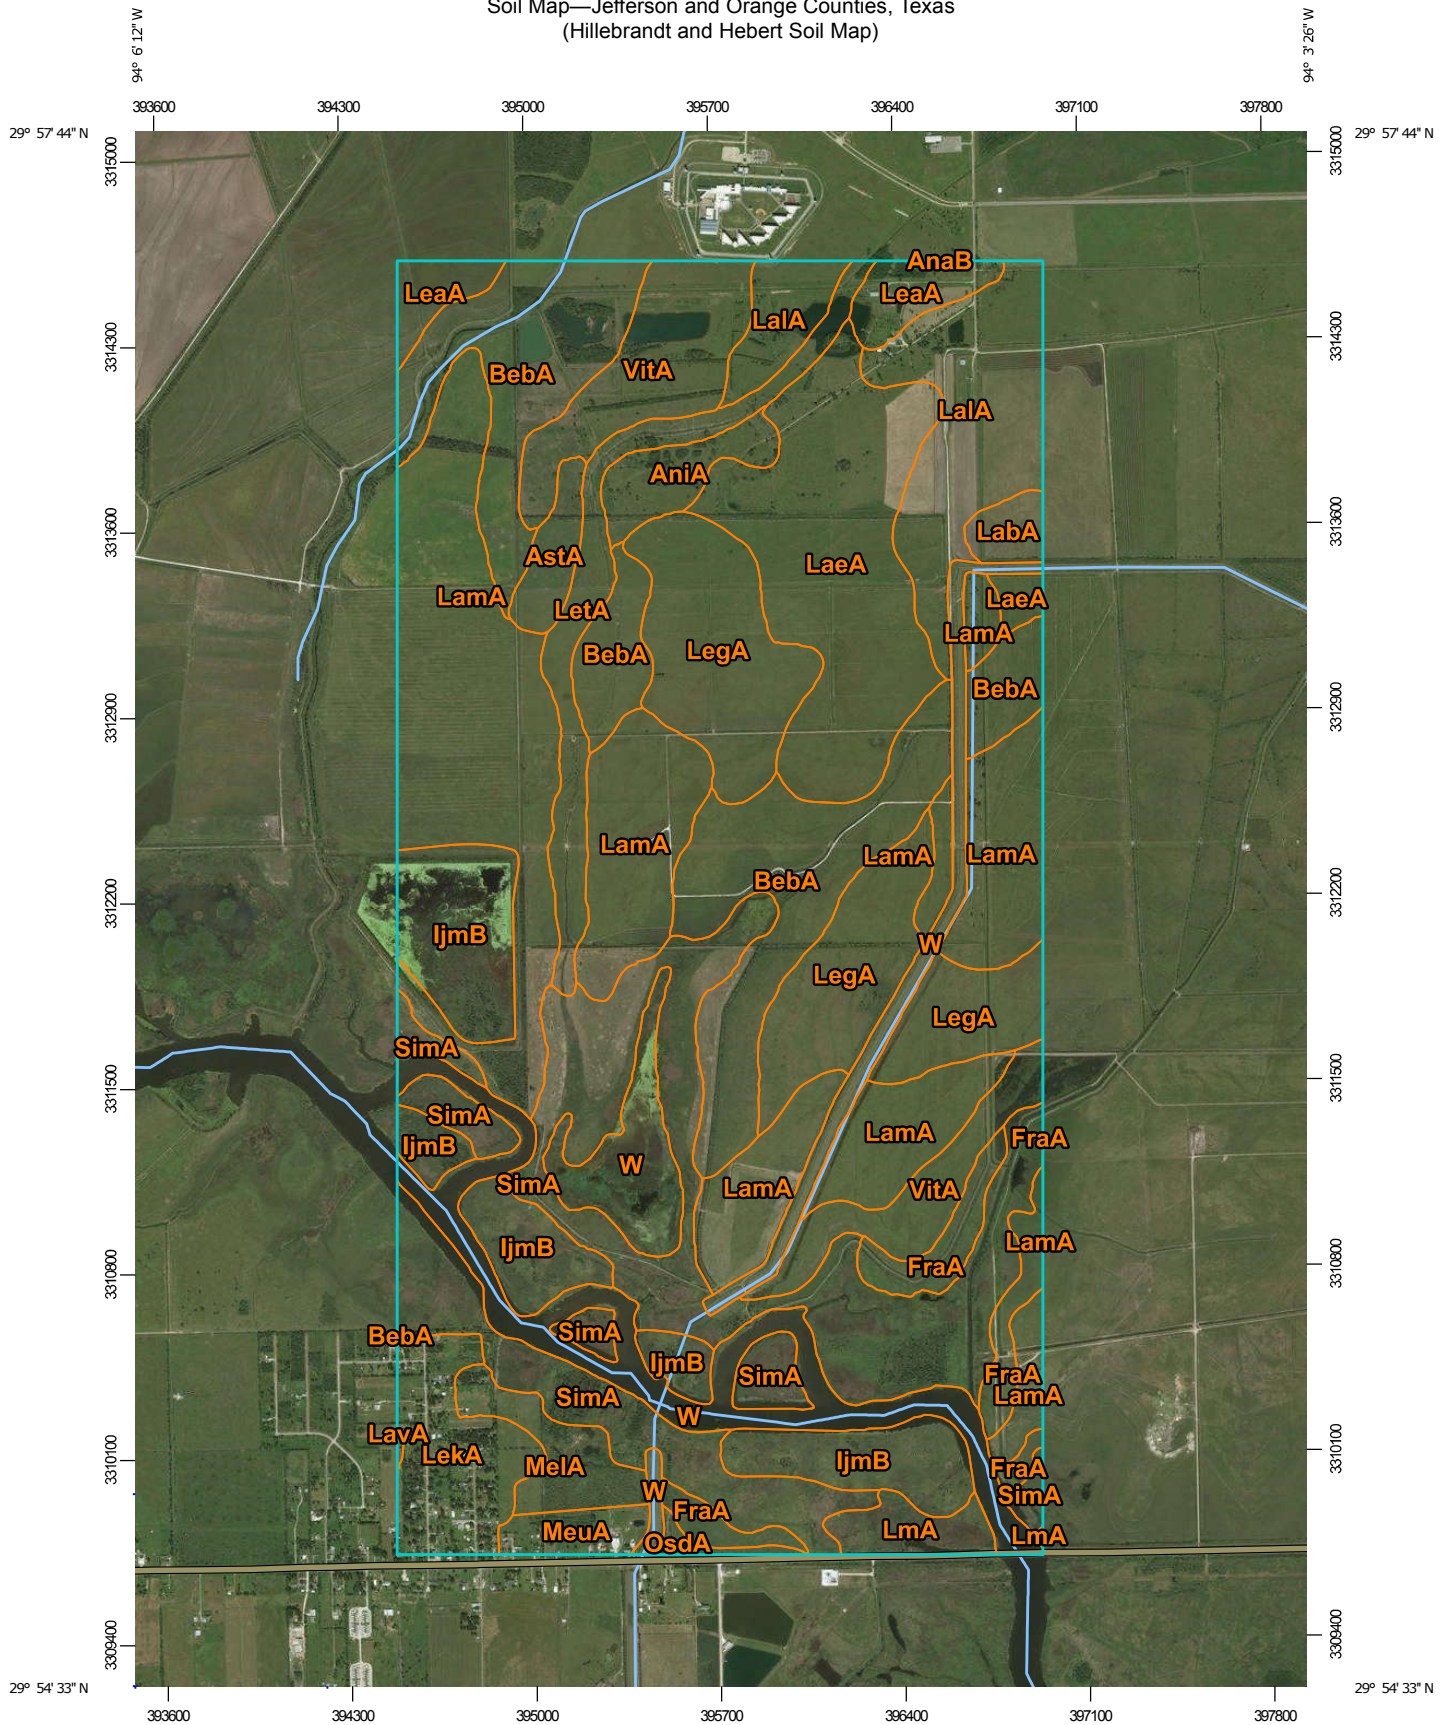 Soil Map—Jefferson and Orange Counties, Texas
(Hillebrandt and Hebert Soil Map)
94° 6' 12" W
94° 3' 26" W
393600 394300 395000 395700 396400 397100 397800
29° 57' 44" N
29° 57' 44" N
3315000
3315000
AnaB
LeaA
LeaA
LalA
3314300
3314300
BebA
VitA
LalA
AniA
3313600
3313600
LabA
AstA
LaeA
LamA
LaeA
LetA
LamA
BebA
LegA
BebA
3312900
3312900
LamA
LamA
LamA
BebA
3312200
3312200
IjmB
W
LegA
LegA
SimA
3311500
3311500
SimA
LamA
FraA
IjmB
W
SimA
LamA
VitA
IjmB
LamA
FraA
3310800
3310800
BebA
SimA
IjmB
SimA
FraA
SimA
LamA
W
LavA
LekA
MelA
IjmB
3310100
3310100
FraA
W
SimA
FraA
MeuA
LmA
LmA
OsdA
3309400
3309400
29° 54' 33" N
29° 54' 33" N
393600 394300 395000 395700 396400 397100 397800